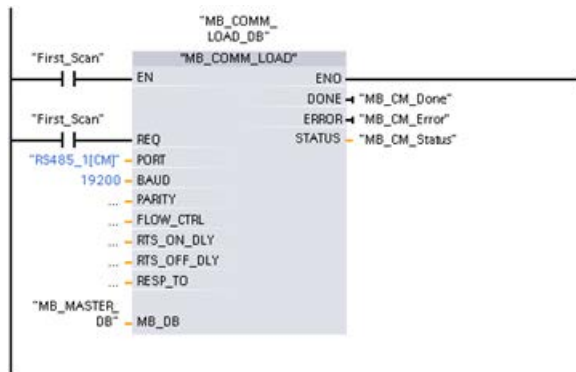 "MB_COMM_
LOAD_DB"
"First_Scan"
"MB_COMM_LOAD"
EN
ENO
DONE
"MB_CM_Done"
"First_Scan"
ERROR
"MB_CM_Error"
REQ
STATUS
"MB_CM_Status"
"RS485_1[CM]"
PORT
19200
BAUD
...
PARITY
...
FLOW_CTRL
...
RTS_ON_DLY
...
RTS_OFF_DLY
...
RESP_TO
"MB_MASTER_
DB"
MB_DB